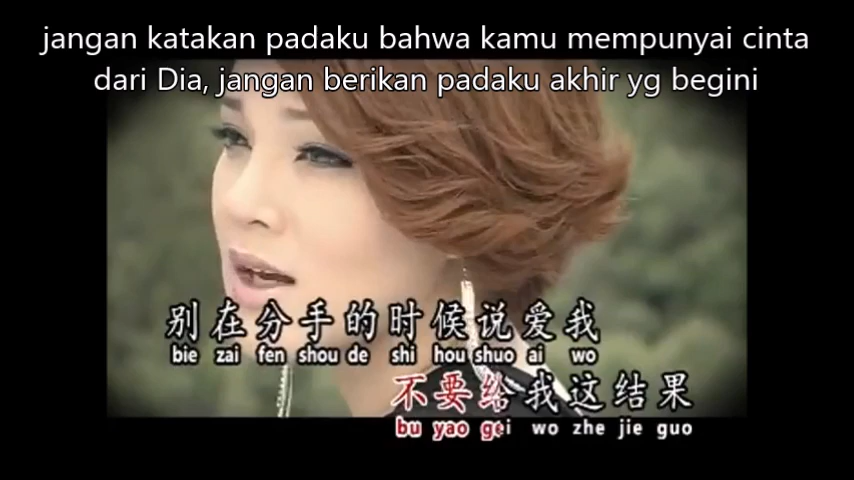 jangan katakan padaku bahwa kamu mempunyai cinta
dari Dia, jangan berikan padaku akhir yg begini
别在分手的时候说爱我
bie zai fen shou de shi hou shuo ai wo
不要给我这结果
bu yao gei wo zhe jie guo